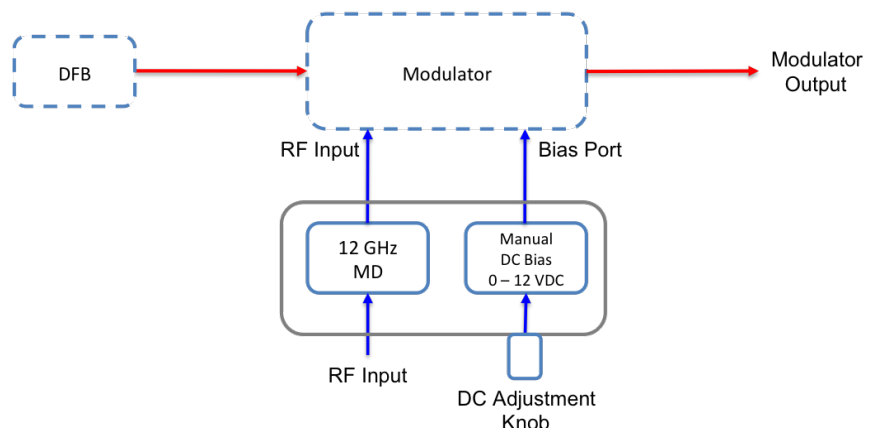 DFB
Modulator
Modulator
Output
RF Input
Bias Port
12 GHz
MD
Manual
DC Bias
0 – 12 VDC
RF Input
DC Adjustment
Knob